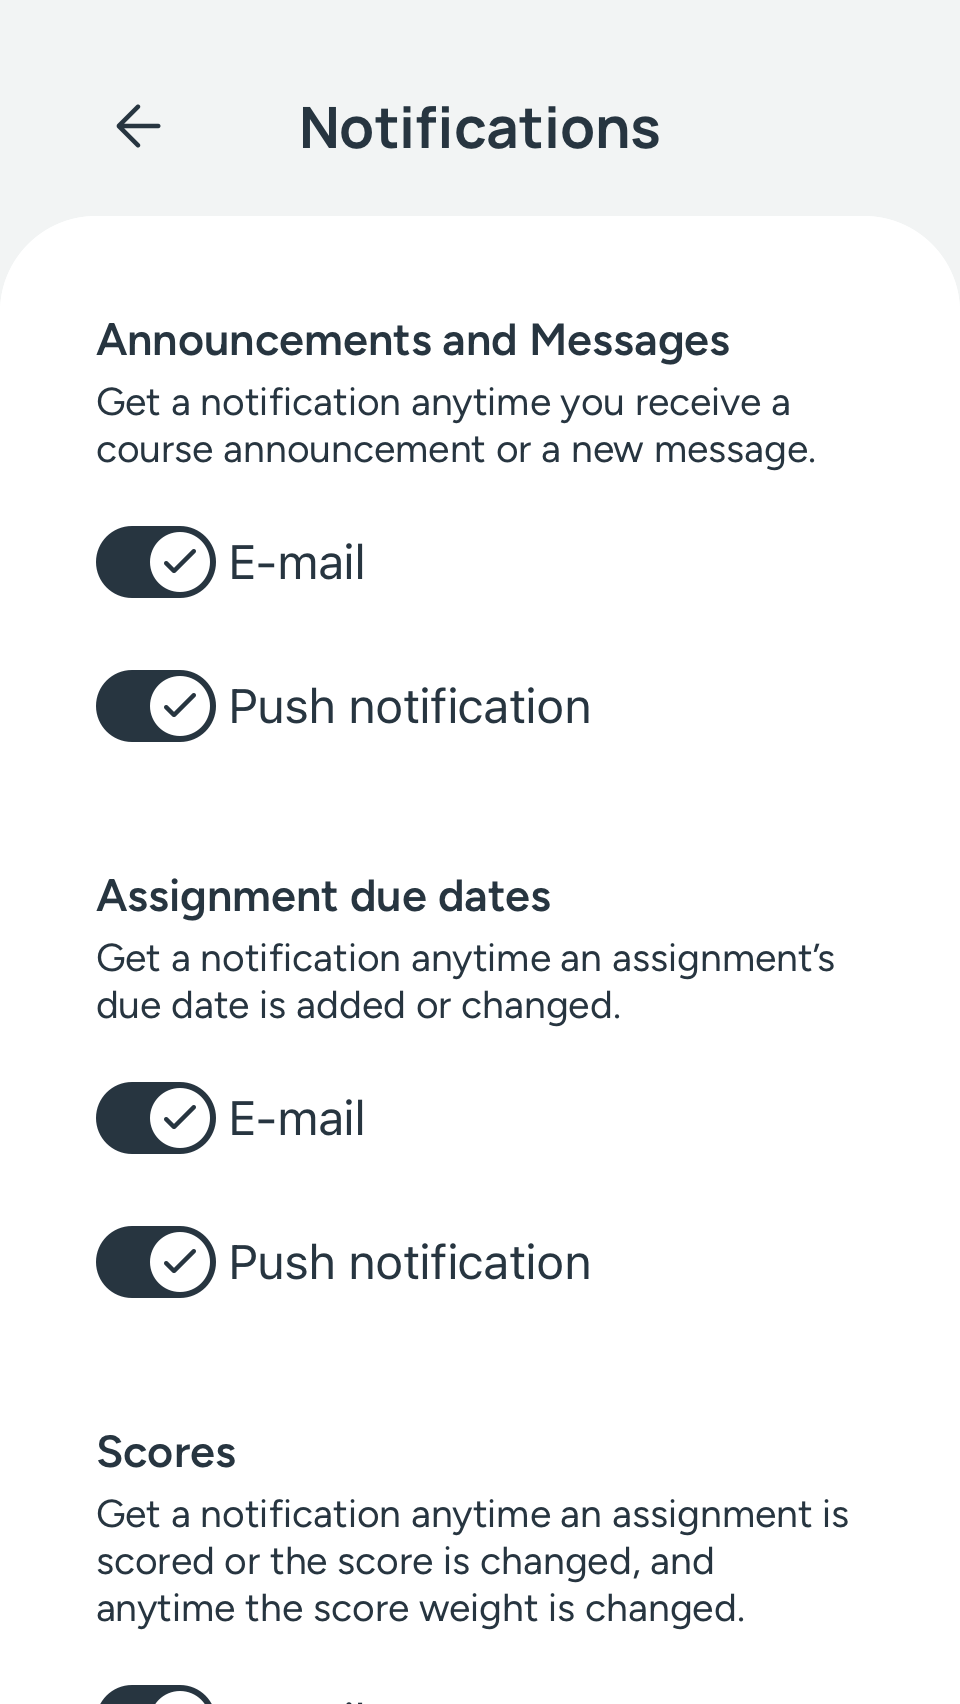 Notifications
Announcements and Messages
Get a notification anytime you receive a
course announcement or a new message.
E-mail
Push notification
Assignment due dates
Get a notification anytime an assignment’s
due date is added or changed.
E-mail
Push notification
Scores
Get a notification anytime an assignment is
scored or the score is changed, and
anytime the score weight is changed.